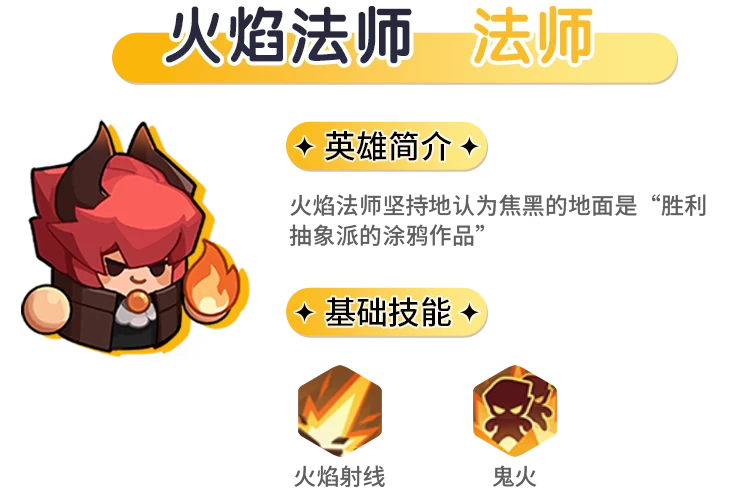 火焰法师 法师
英雄简介
火焰法师坚持地认为焦黑的地面是“胜利
抽象派的涂鸦作品”
基础技能
火焰射线 鬼火